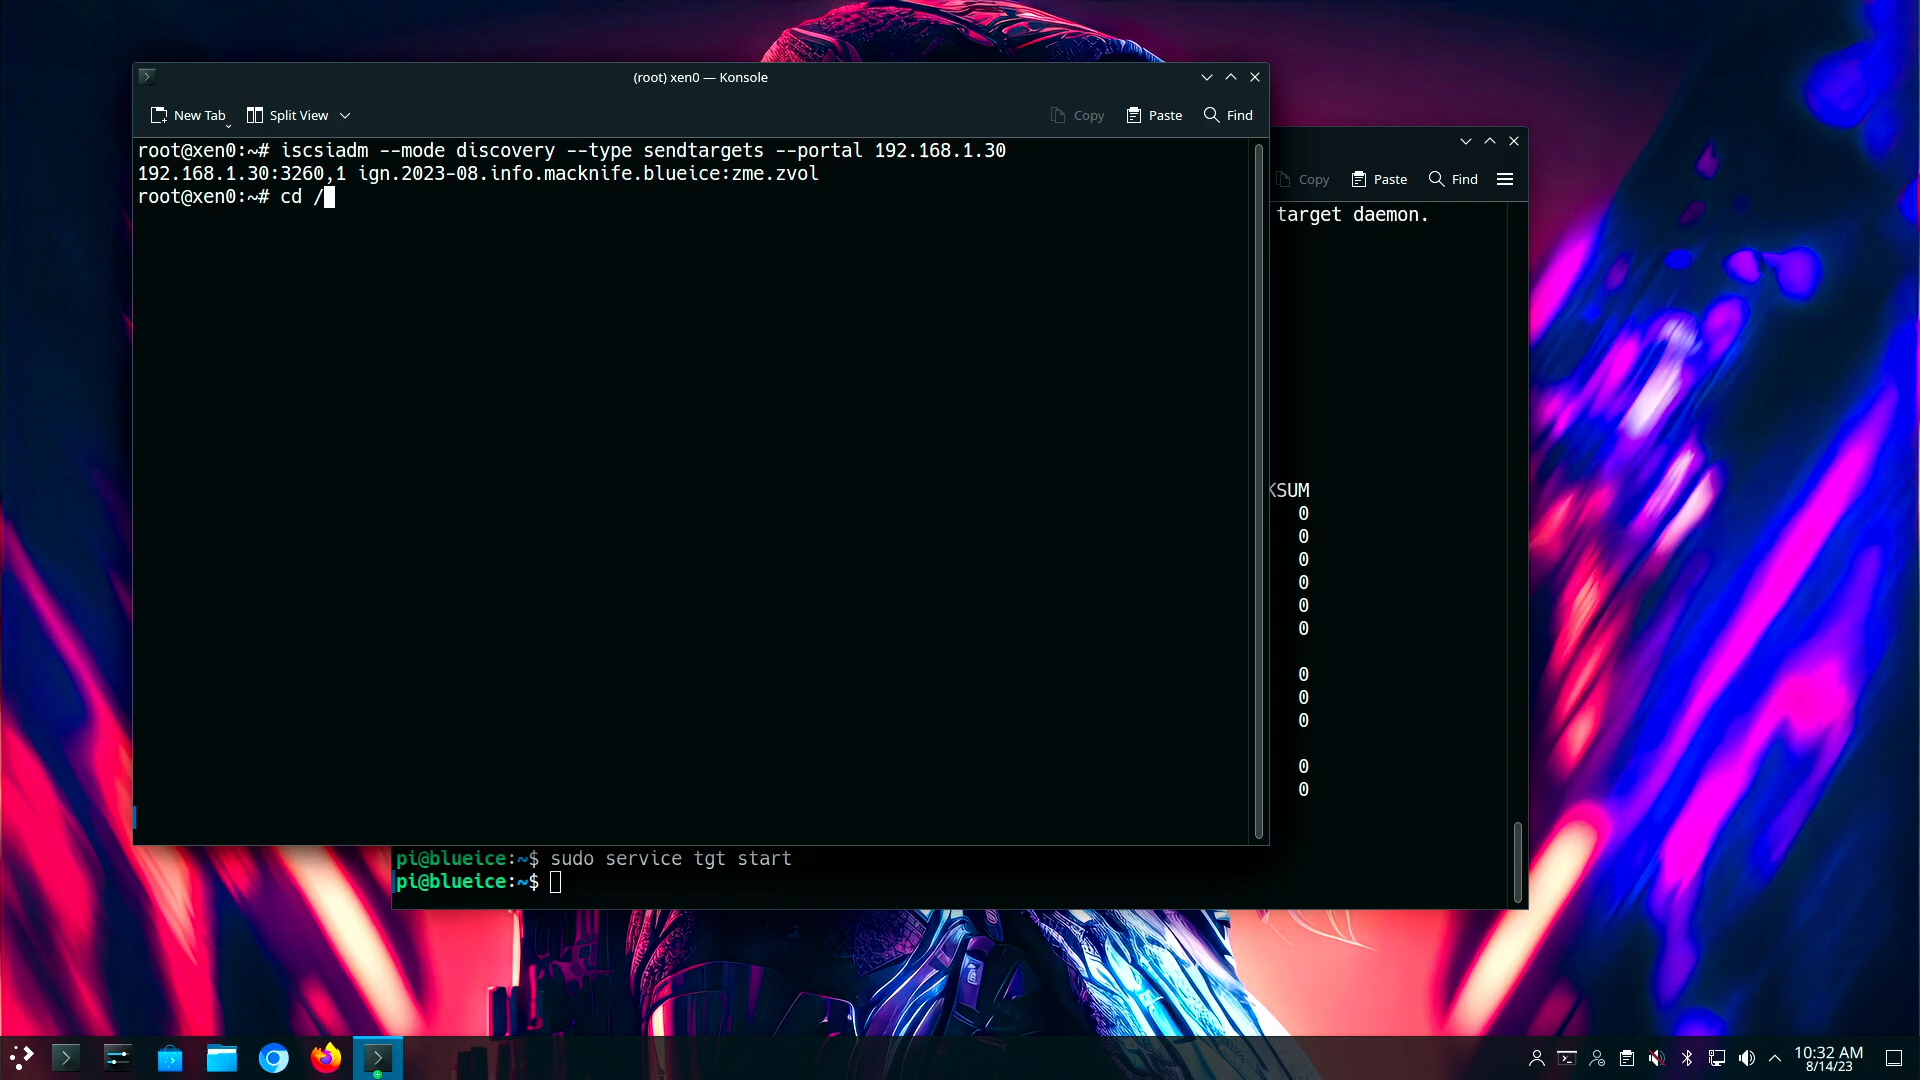 (root) xen0 — Konsole
New Tab
Split View
Copy
Paste
Find
root@xen0:~# iscsiadm --mode discovery --type sendtargets --portal 192.168.1.30
192.168.1.30:3260,1 ign.2023-08.info.macknife.blueice:zme.zvol
root@xen0:~# cd /
Copy
Paste
Find
target daemon.
KSUM
0
0
0
0
0
0
0
0
0
0
0
pi@blueice:~$ sudo service tgt start
pi@blueice:~$
10:32 AM
8/14/23